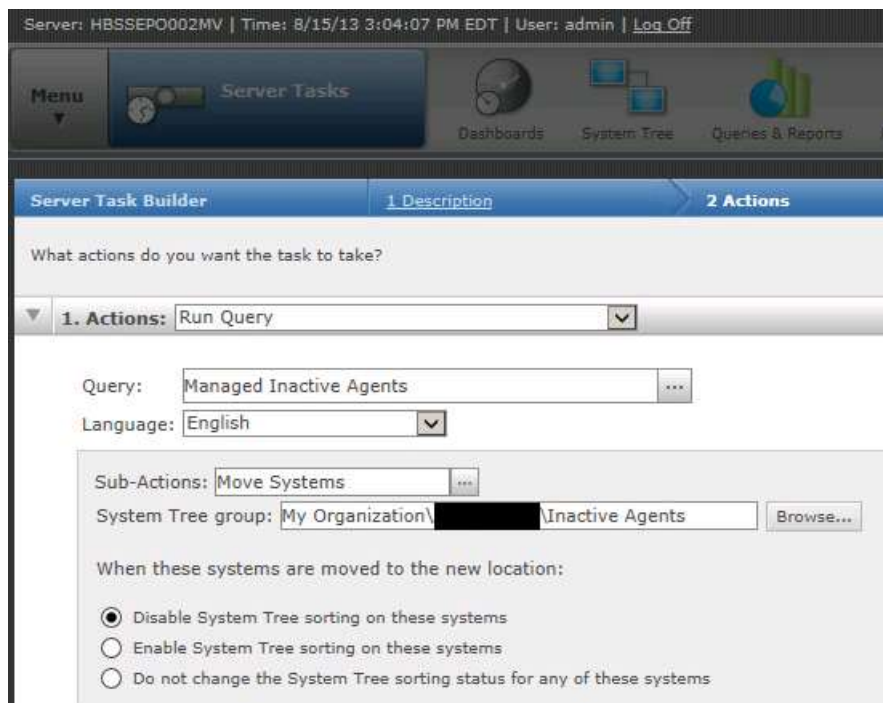 Server: HBSSEPO002MV | Time: 8/15/13 3:04:07 PM EDT | User: admin | Log Off
Menu
Server Tasks
Dashboards
System Tree
Queries & Reports
Server Task Builder
1 Description
2 Actions
What actions do you want the task to take?
1. Actions: Run Query
Query: Managed Inactive Agents ...
Language: English
Sub-Actions: Move Systems ...
System Tree group: My Organization\ \Inactive Agents Browse...
When these systems are moved to the new location:
Disable System Tree sorting on these systems
Enable System Tree sorting on these systems
Do not change the System Tree sorting status for any of these systems